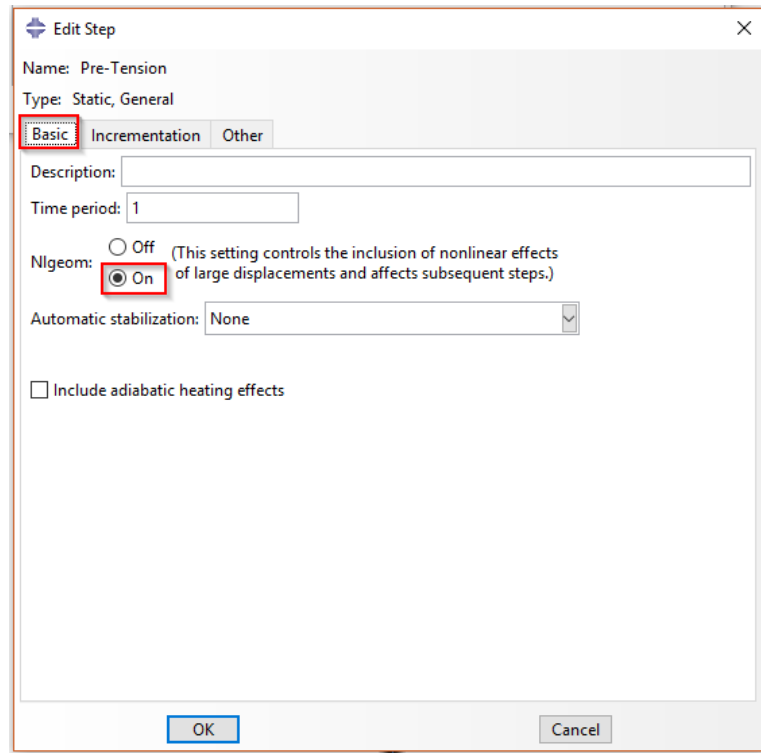 Edit Step
Name: Pre-Tension
Type: Static, General
Basic Incrementation Other
Description:
Time period: 1
Nlgeom:
Off
On
(This setting controls the inclusion of nonlinear effects
of large displacements and affects subsequent steps.)
Automatic stabilization: None
Include adiabatic heating effects
OK Cancel